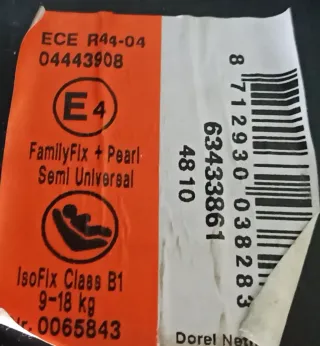 ECE R44-04
04443908
E4
FamilyFix + Pearl
Semi Universal
IsoFix Class B1
9-18 kg
0065843
63433861
4810
8 712930 038283
Dorel